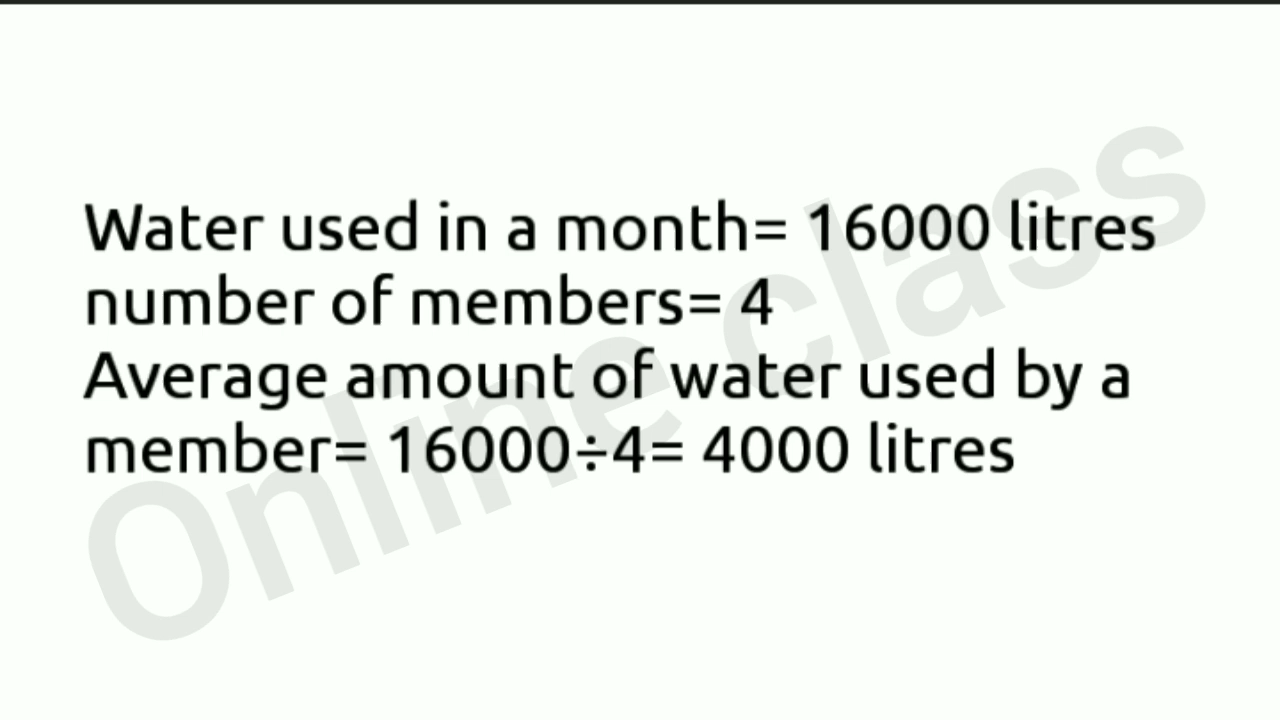 Water used in a month= 16000 litres
number of members= 4
Average amount of water used by a
member= 16000÷4= 4000 litres
Online class